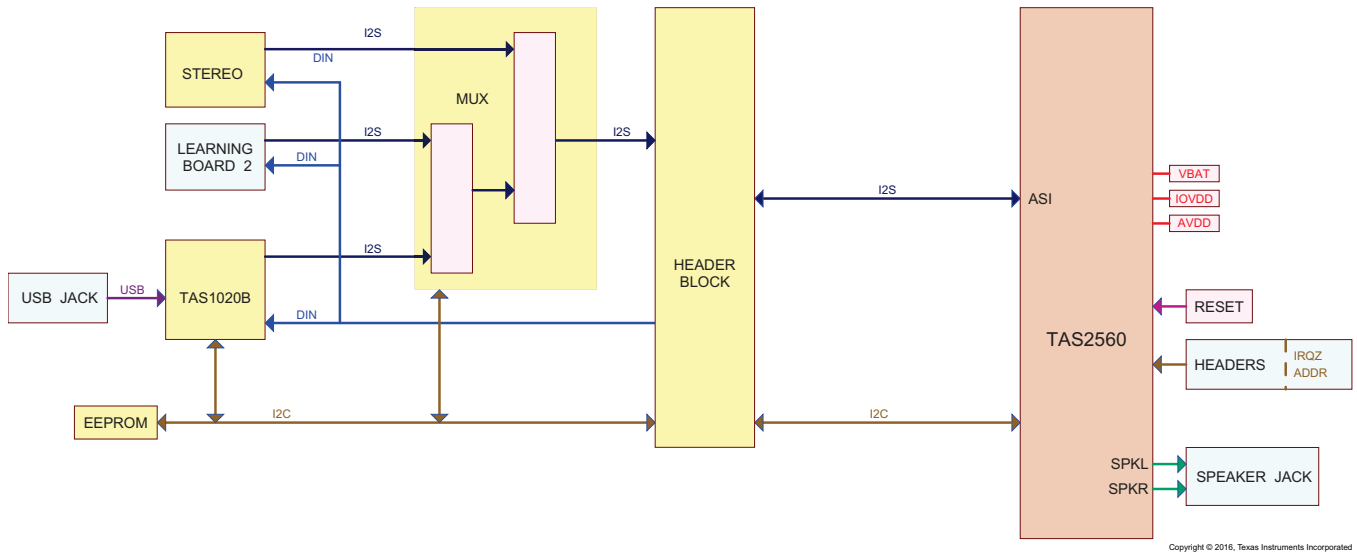 I2S
DIN
STEREO
MUX
LEARNING
BOARD 2
I2S
DIN
I2S
I2S
TAS1020B
USB JACK
USB
DIN
EEPROM
I2C
HEADER
BLOCK
I2S
I2C
ASI
TAS2560
SPKL
SPKR
VBAT
IOVDD
AVDD
RESET
HEADERS
IRQZ
ADDR
SPEAKER JACK
Copyright © 2016, Texas Instruments Incorporated